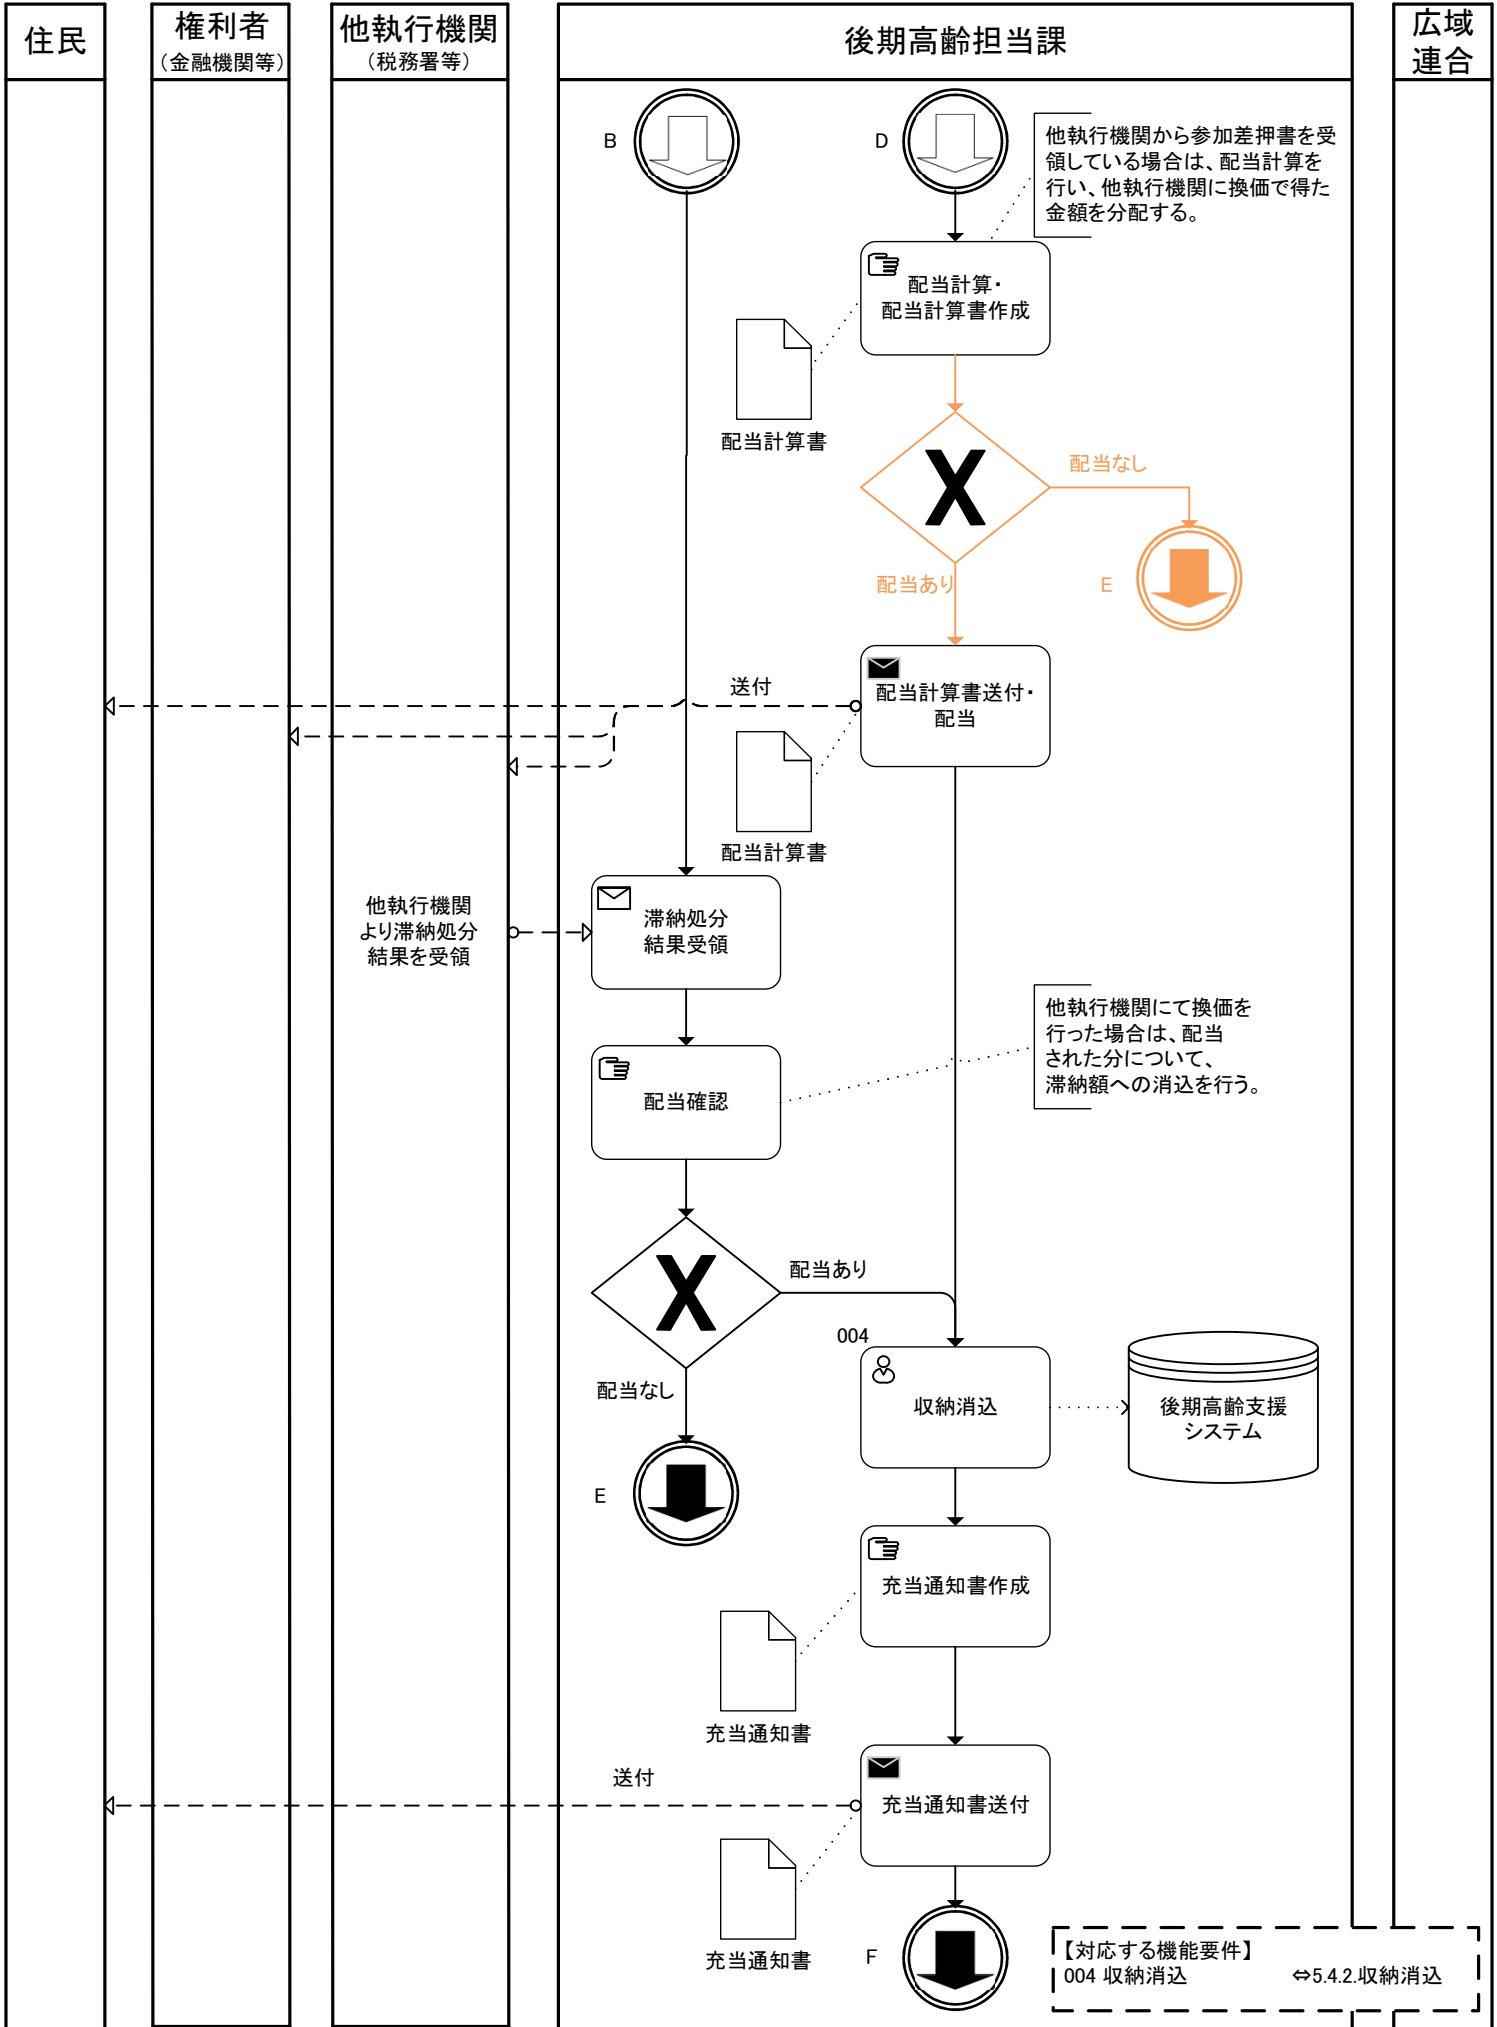 住民
権利者
（金融機関等）
他執行機関
（税務署等）
後期高齢担当課
広域
連合
B
D
他執行機関から参加差押書を受
領している場合は、配当計算を
行い、他執行機関に換価で得た
金額を分配する。
配当計算・
配当計算書作成
配当計算書
X
配当なし
配当あり
E
送付
配当計算書送付・
配当
配当計算書
他執行機関
より滞納処分
結果を受領
滞納処分
結果受領
他執行機関にて換価を
行った場合は、配当
された分について、
滞納額への消込を行う。
配当確認
X
配当あり
配当なし
004
収納消込
後期高齢支援
システム
E
充当通知書作成
充当通知書
送付
充当通知書送付
充当通知書
F
【対応する機能要件】
004 収納消込 ⇔5.4.2.収納消込